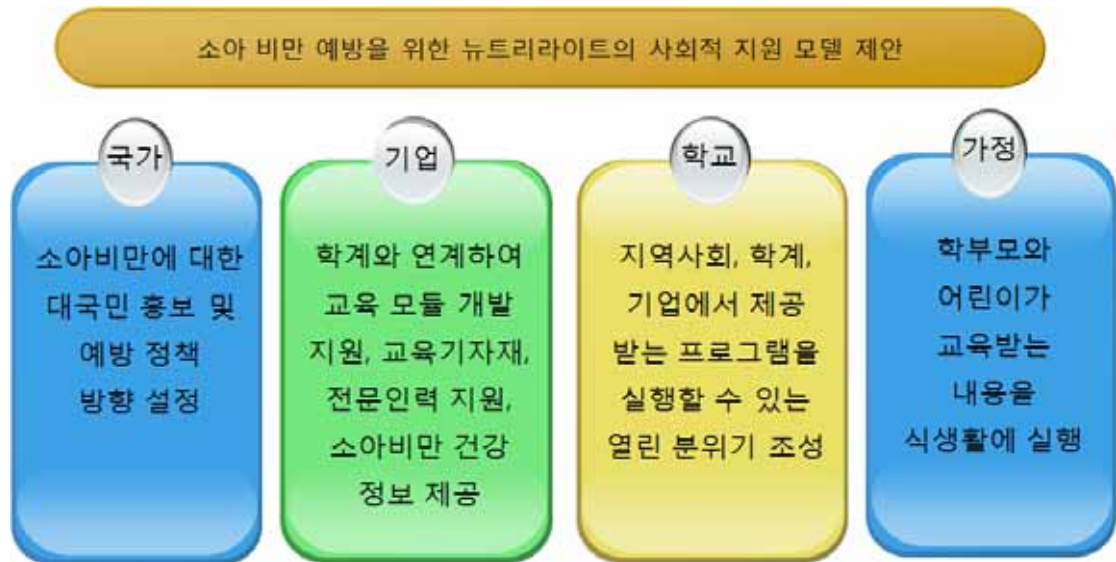 소아 비만 예방을 위한 뉴트리라이트의 사회적 지원 모델 제안
국가
소아비만에 대한
대국민 홍보 및
예방 정책
방향 설정
기업
학계와 연계하여
교육 모듈 개발
지원, 교육기자재,
전문인력 지원,
소아비만 건강
정보 제공
학교
지역사회, 학계,
기업에서 제공
받는 프로그램을
실행할 수 있는
열린 분위기 조성
가정
학부모와
어린이가
교육받는
내용을
식생활에 실행